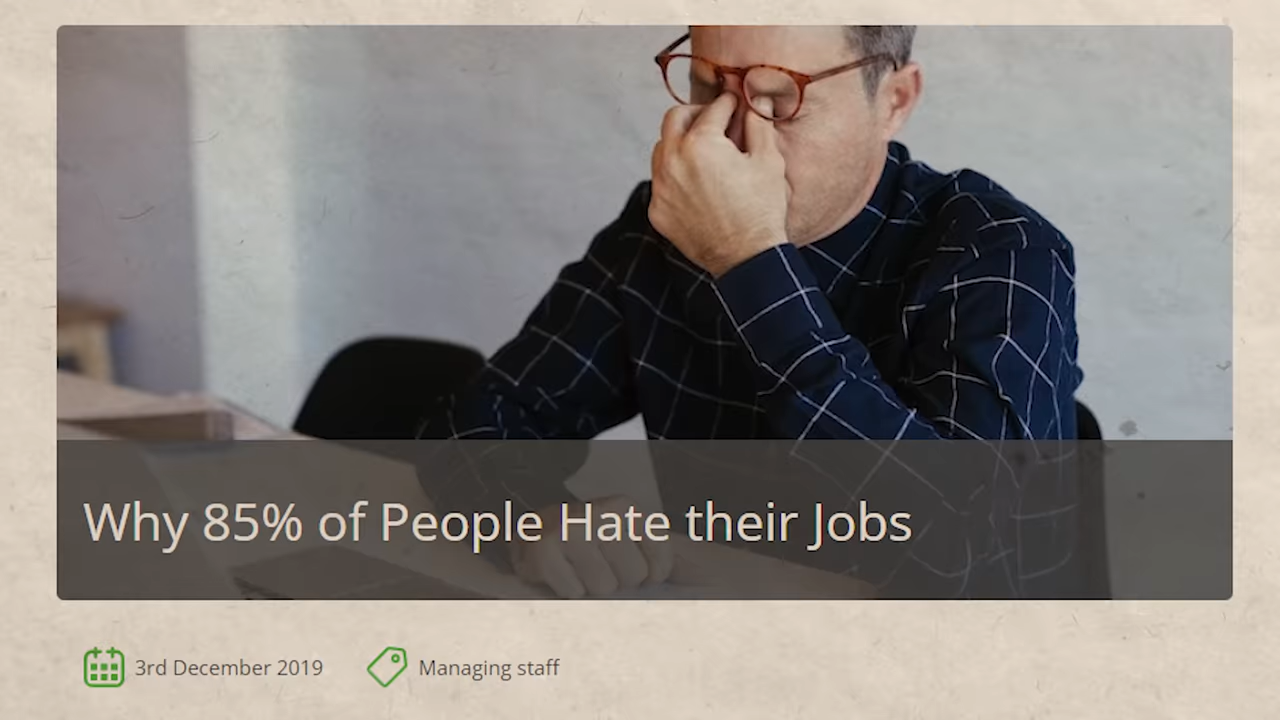 Why 85% of People Hate their Jobs
3rd December 2019
Managing staff